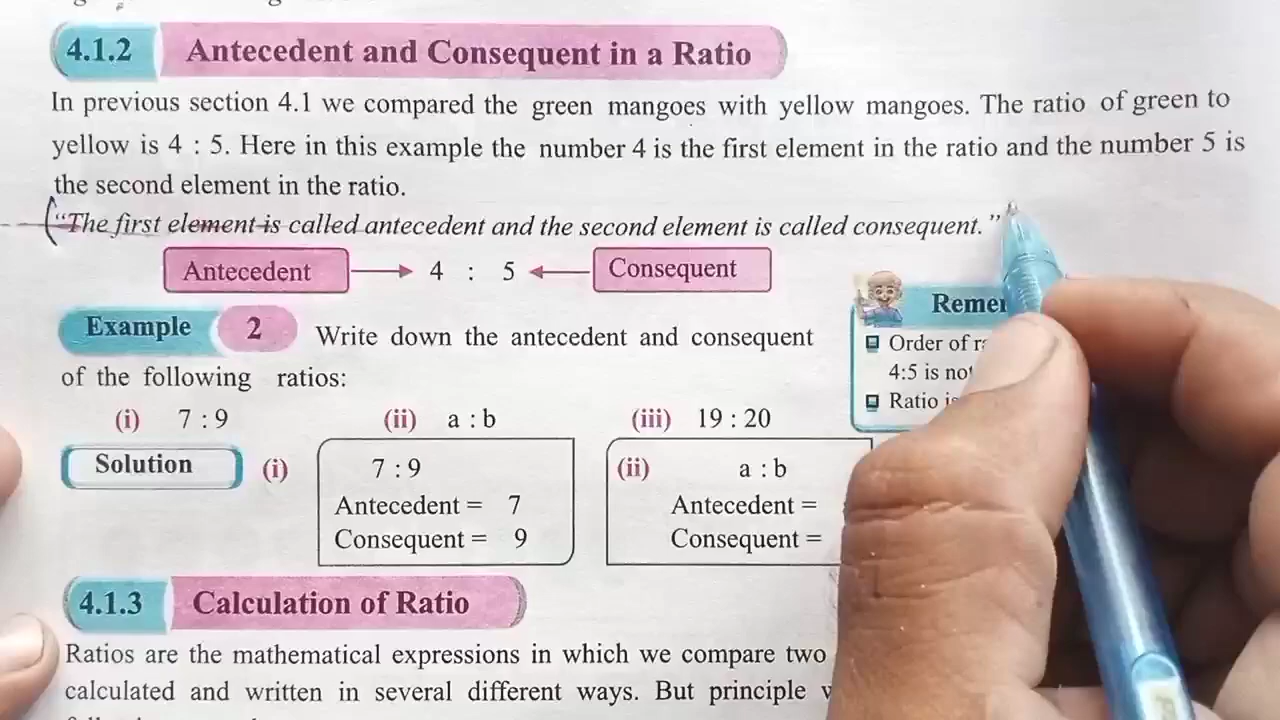 4.1.2 Antecedent and Consequent in a Ratio
In previous section 4.1 we compared the green mangoes with yellow mangoes. The ratio of green to
yellow is 4 : 5. Here in this example the number 4 is the first element in the ratio and the number 5 is
the second element in the ratio.
“The first element is called antecedent and the second element is called consequent.”
Antecedent 4 : 5 Consequent
Example 2 Write down the antecedent and consequent
of the following ratios:
(i) 7 : 9 (ii) a : b (iii) 19 : 20
Order of
4:5 is
Ratio
Solution (i) 7 : 9
Antecedent = 7
Consequent = 9
(ii) a : b
Antecedent =
Consequent =
4.1.3 Calculation of Ratio
Ratios are the mathematical expressions in which we compare two
calculated and written in several different ways. But principle